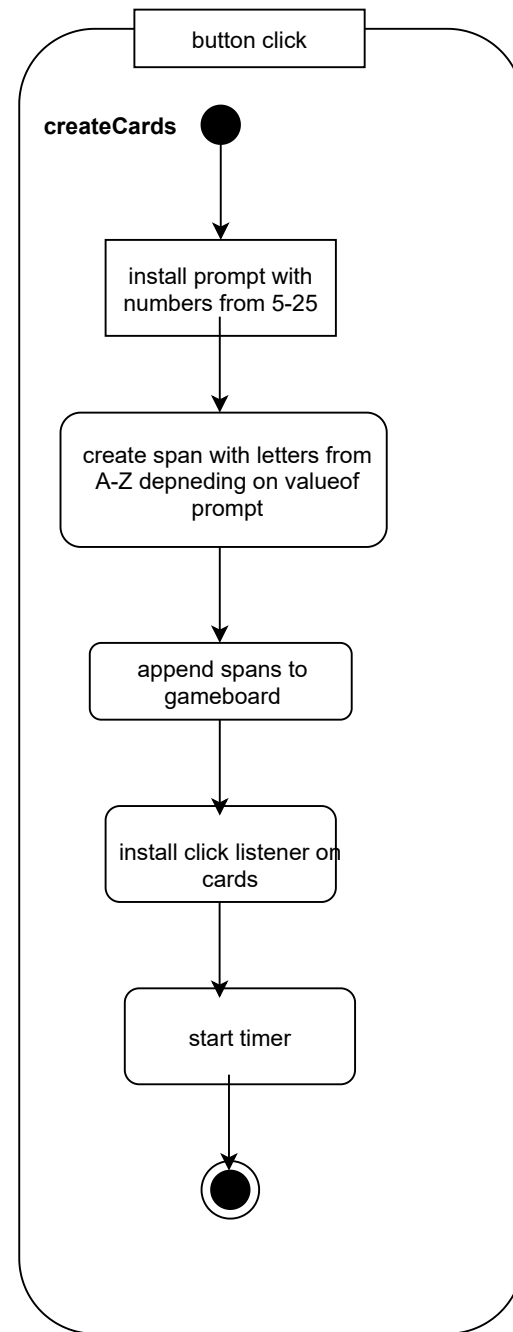 button click
createCards
install prompt with
numbers from 5-25
create span with letters from
A-Z depneding on valueof
prompt
append spans to
gameboard
install click listener on
cards
start timer